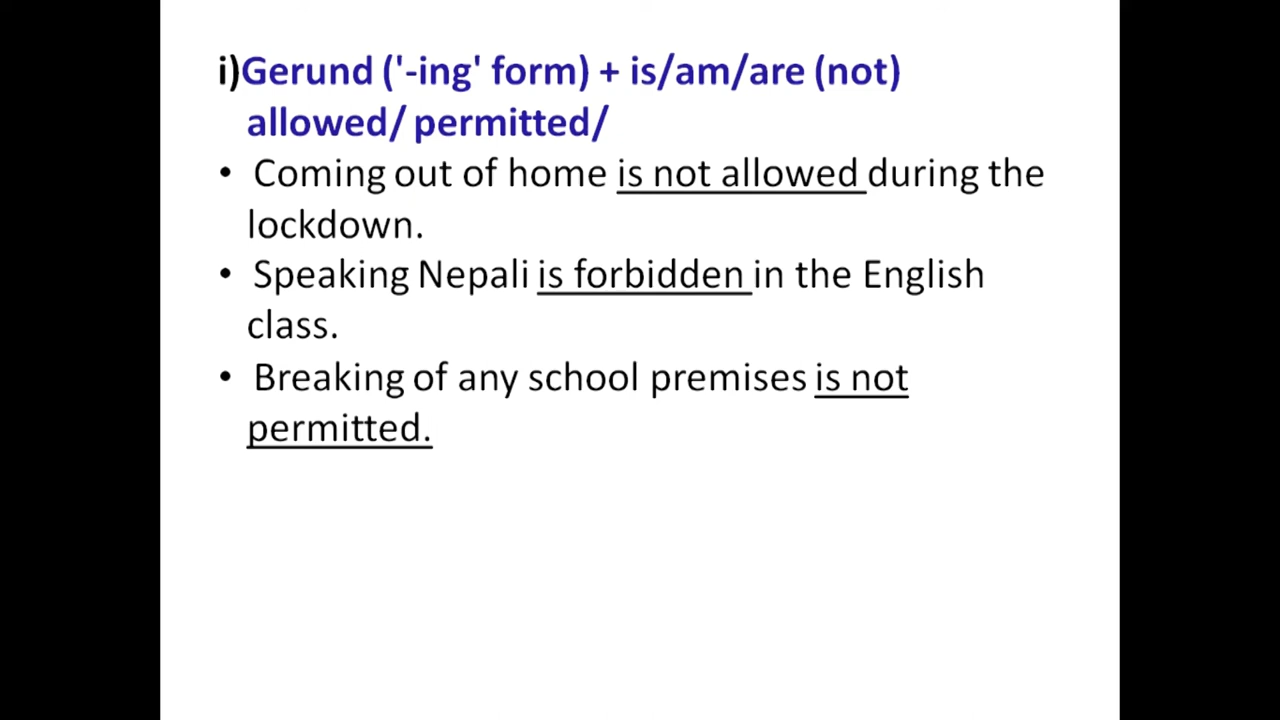 i)Gerund ('-ing' form) + is/am/are (not)
allowed/ permitted/
• Coming out of home is not allowed during the
lockdown.
• Speaking Nepali is forbidden in the English
class.
• Breaking of any school premises is not
permitted.